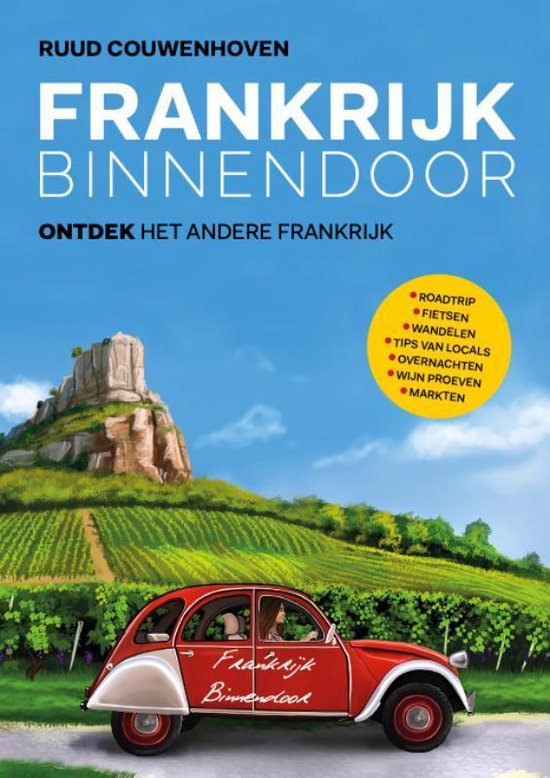 RUUD COUWENHOVEN
FRANKRIJK
BINNENDOOR
ONTDEK HET ANDERE FRANKRIJK
• ROADTRIP
• FIETSEN
• WANDELEN
• TIPS VAN LOCALS
• OVERNACHTEN
• WIJN PROEVEN
• MARKTEN
Frankrijk
Binnendoor